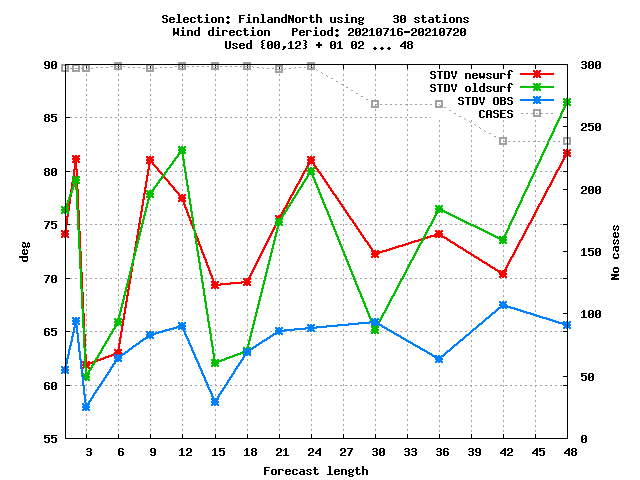 Selection: FinlandNorth using    30 stations
Wind direction   Period: 20210716-20210720
Used {00,12} + 01 02 ... 48
90 300
STDV newsurf
STDV oldsurf
STDV OBS
CASES
85 250
80 200
75
deg
No cases
70 150
65 100
60 50
55 0
3 6 9 12 15 18 21 24 27 30 33 36 39 42 45 48
Forecast length